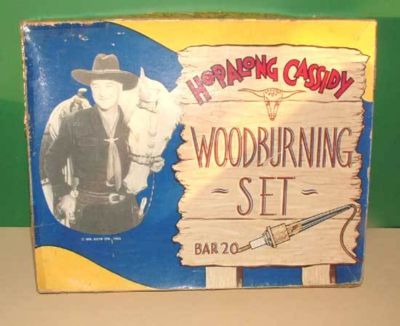 HOPALONG CASSIDY
WOODBURNING
~ SET ~
BAR 20